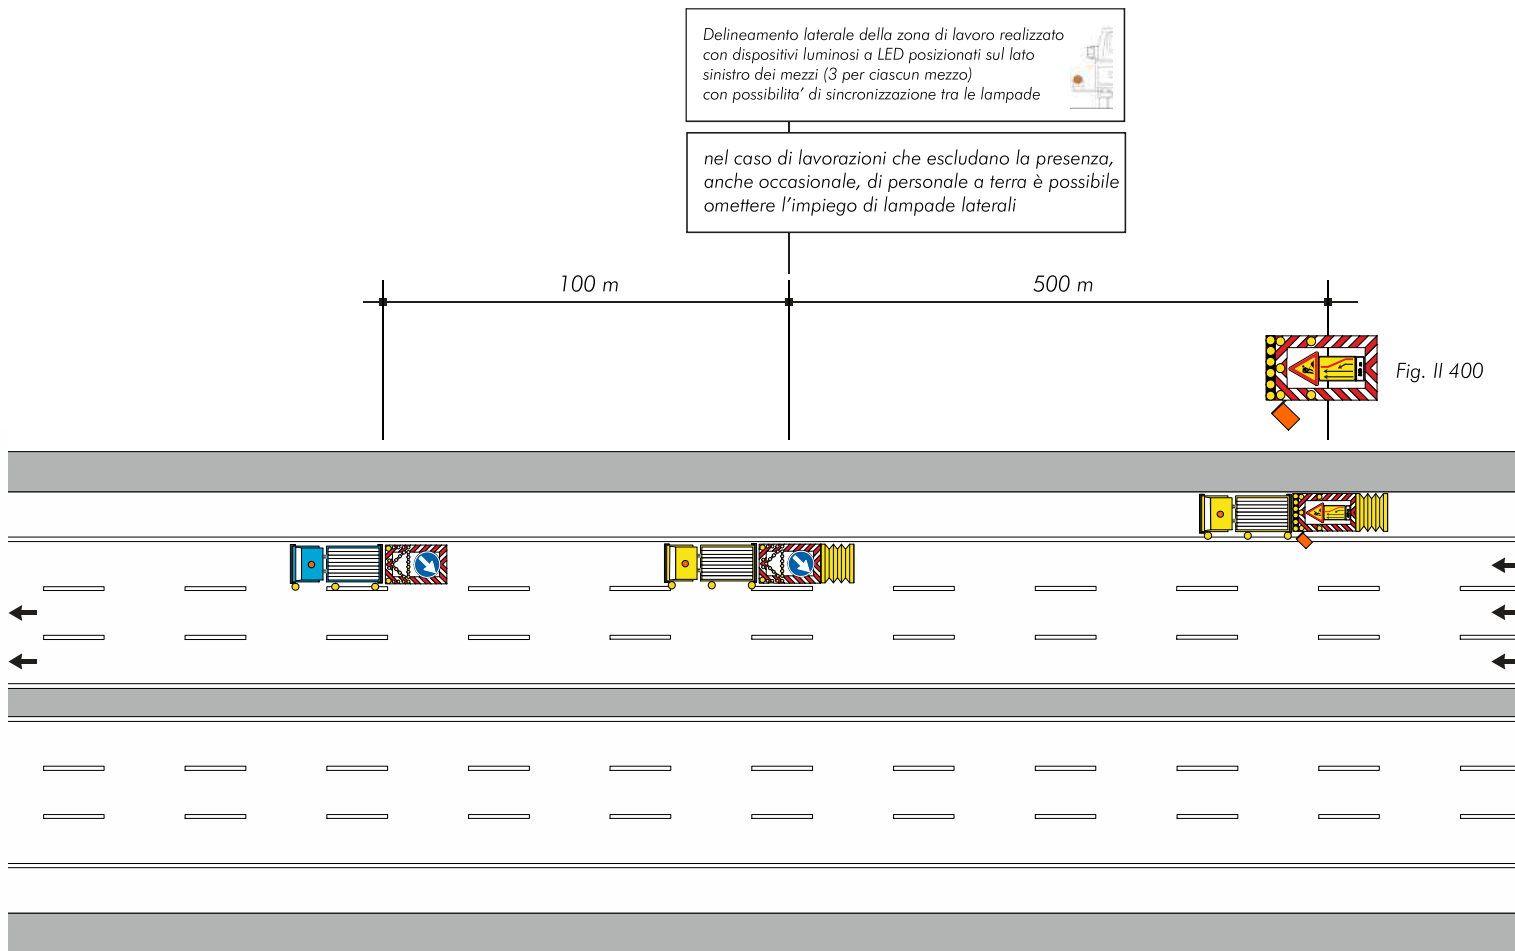 Delineamento laterale della zona di lavoro realizzato
con dispositivi luminosi a LED posizionati sul lato
sinistro dei mezzi (3 per ciascun mezzo)
con possibilita' di sincronizzazione tra le lampade
nel caso di lavorazioni che escludano la presenza,
anche occasionale, di personale a terra è possibile
omettere l'impiego di lampade laterali
100 m
500 m
Fig. II 400